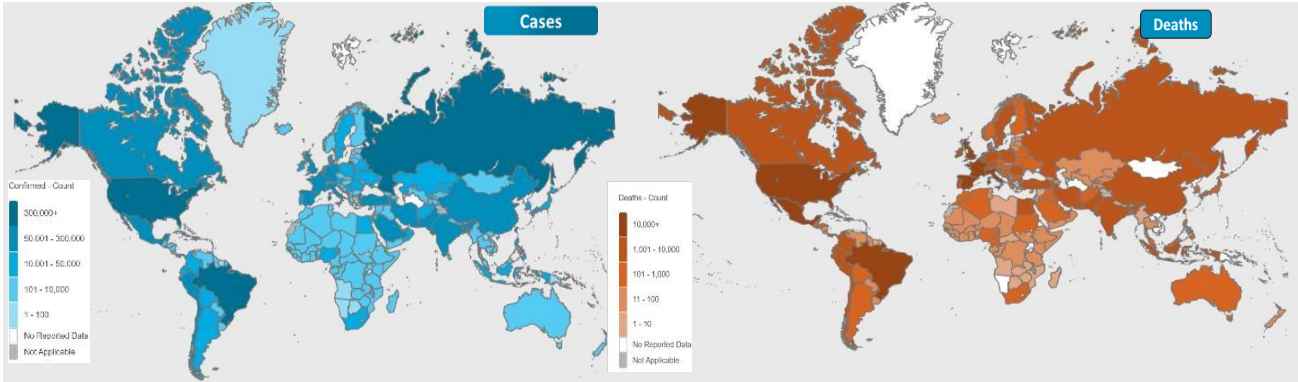 Cases
Confirmed - Count
300,000+
50,001 - 300,000
10,001 - 50,000
101 - 10,000
1 - 100
No Reported Data
Not Applicable
Deaths
Deaths - Count
10,000+
1,001 - 10,000
101 - 1,000
11 - 100
1 - 10
No Reported Data
Not Applicable